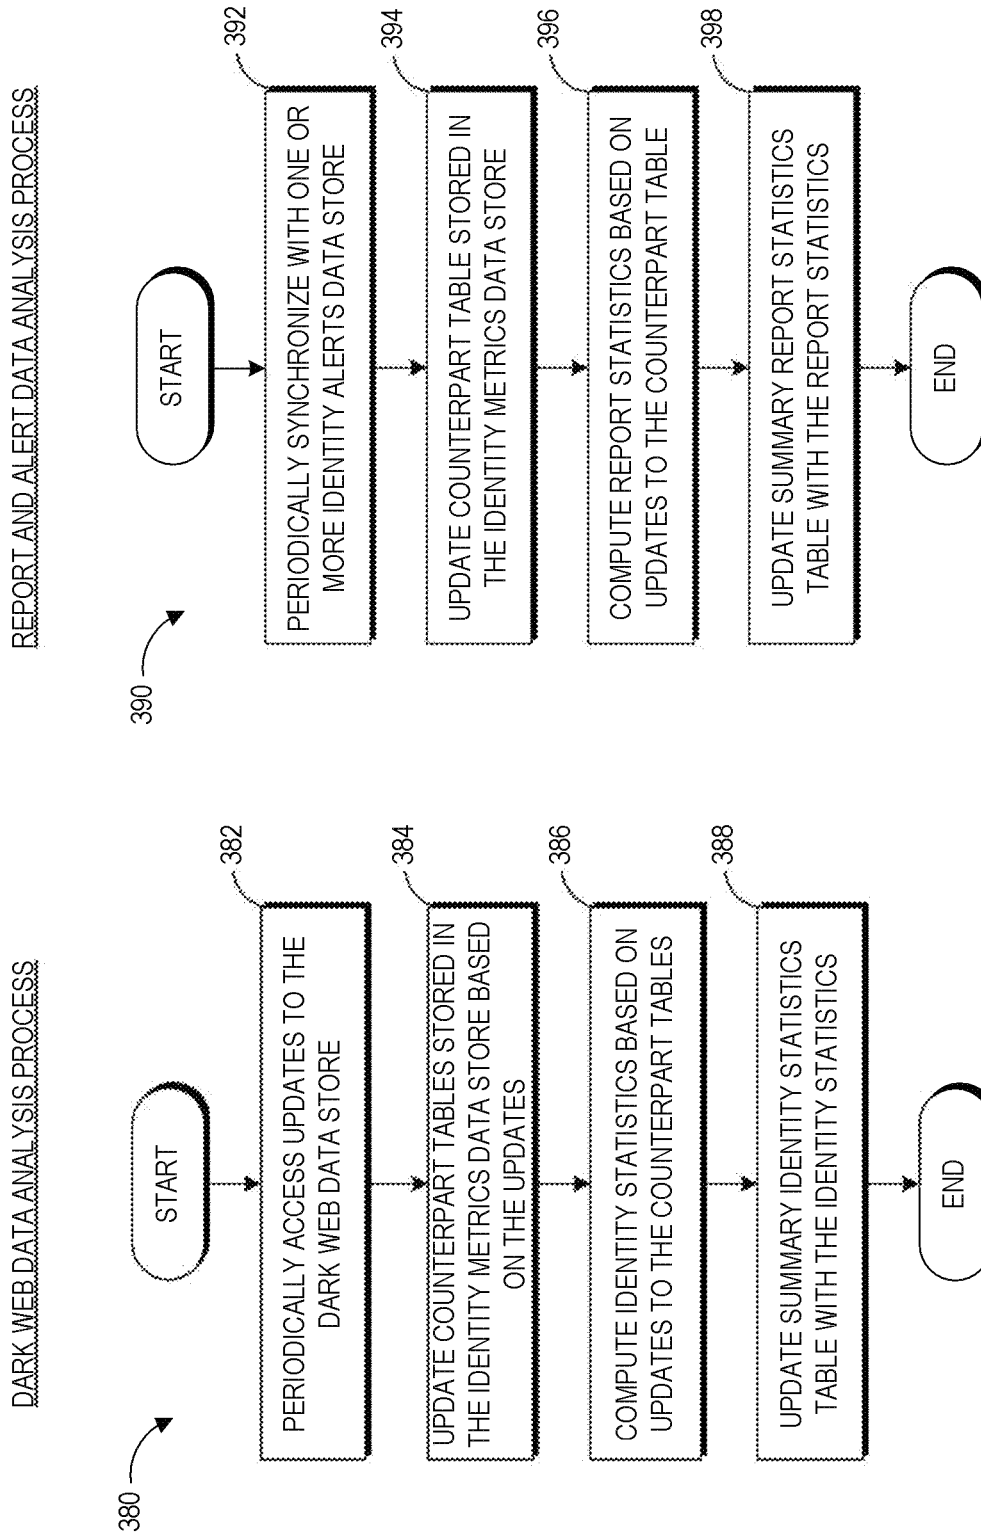 DARK WEB DATA ANALYSIS PROCESS
380
START
382
PERIODICALLY ACCESS UPDATES TO THE
DARK WEB DATA STORE
384
UPDATE COUNTERPART TABLES STORED IN
THE IDENTITY METRICS DATA STORE BASED
ON THE UPDATES
386
COMPUTE IDENTITY STATISTICS BASED ON
UPDATES TO THE COUNTERPART TABLES
388
UPDATE SUMMARY IDENTITY STATISTICS
TABLE WITH THE IDENTITY STATISTICS
END
REPORT AND ALERT DATA ANALYSIS PROCESS
390
START
392
PERIODICALLY SYNCHRONIZE WITH ONE OR
MORE IDENTITY ALERTS DATA STORE
394
UPDATE COUNTERPART TABLE STORED IN
THE IDENTITY METRICS DATA STORE
396
COMPUTE REPORT STATISTICS BASED ON
UPDATES TO THE COUNTERPART TABLE
398
UPDATE SUMMARY REPORT STATISTICS
TABLE WITH THE REPORT STATISTICS
END